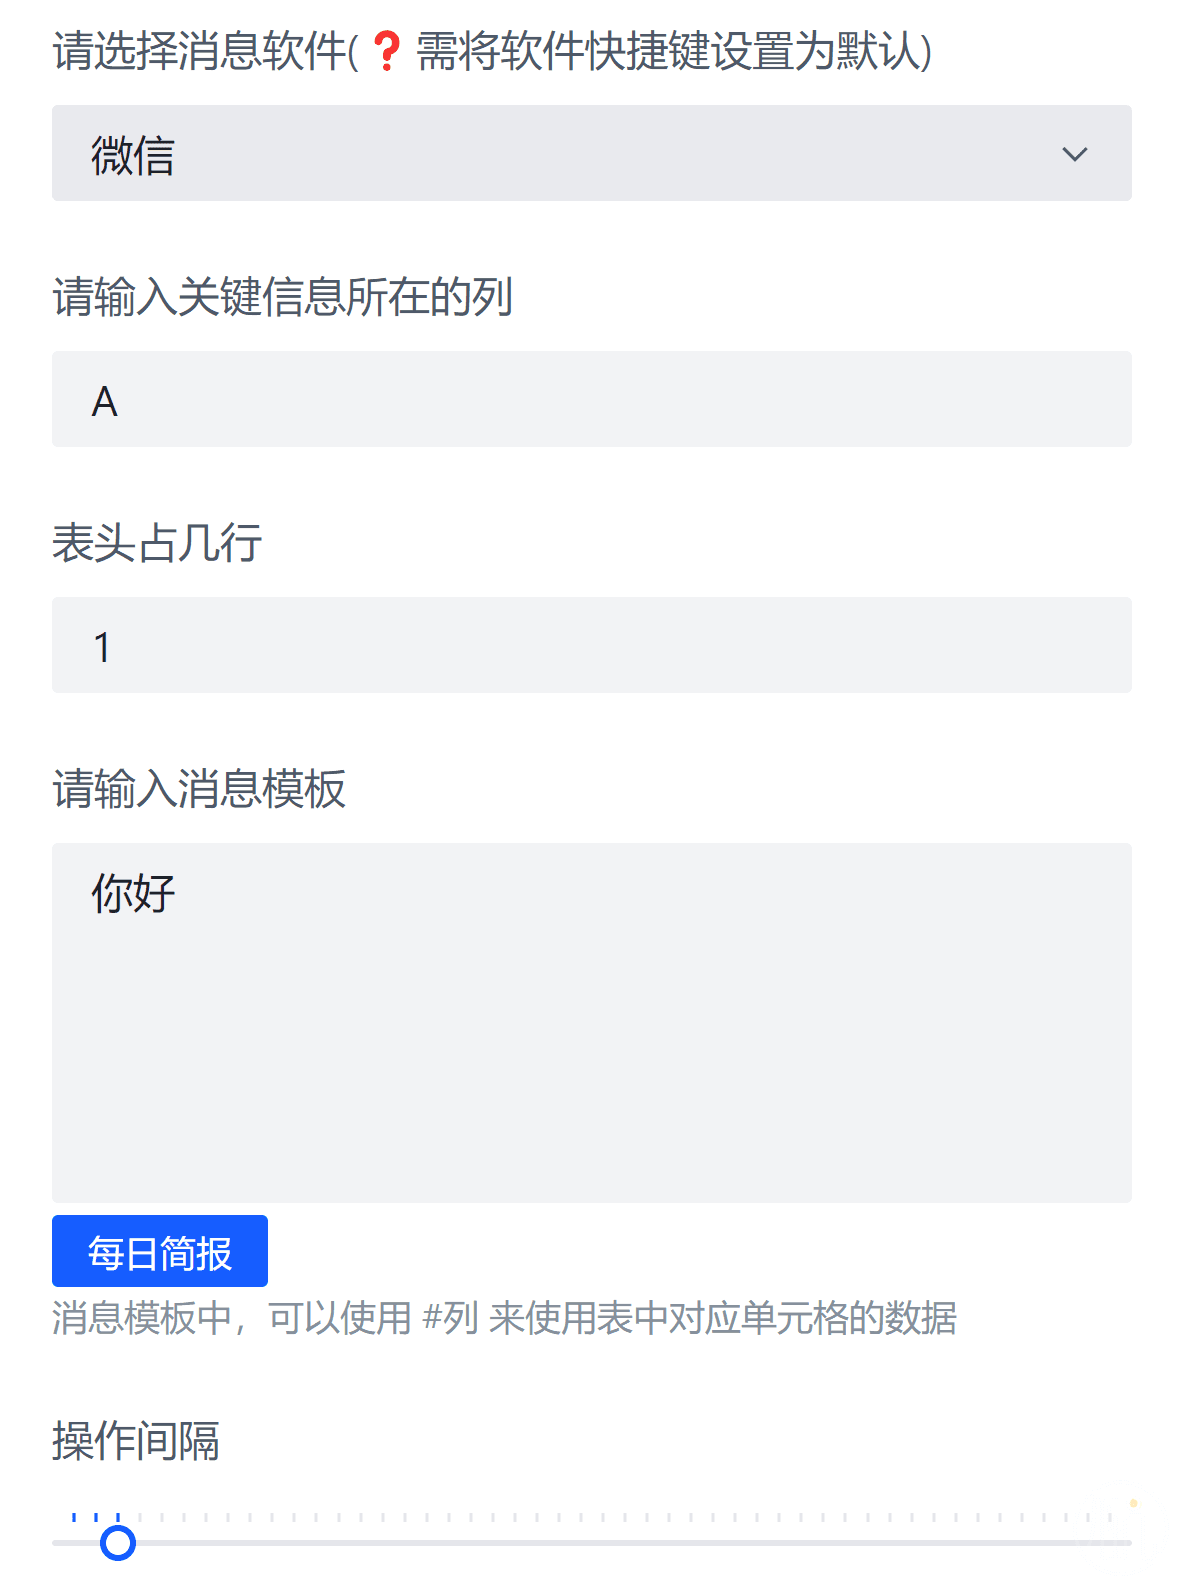 请选择消息软件(❓需将软件快捷键设置为默认)
微信
请输入关键信息所在的列
A
表头占几行
1
请输入消息模板
你好
每日简报
消息模板中，可以使用 #列 来使用表中对应单元格的数据
操作间隔